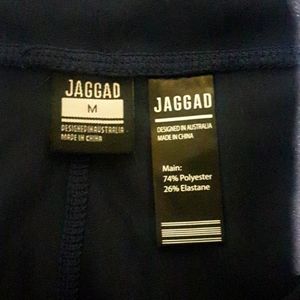 JAGGAD
M
DESIGNED IN AUSTRALIA
MADE IN CHINA
JAGGAD
DESIGNED IN AUSTRALIA
MADE IN CHINA
Main:
74% Polyester
26% Elastane